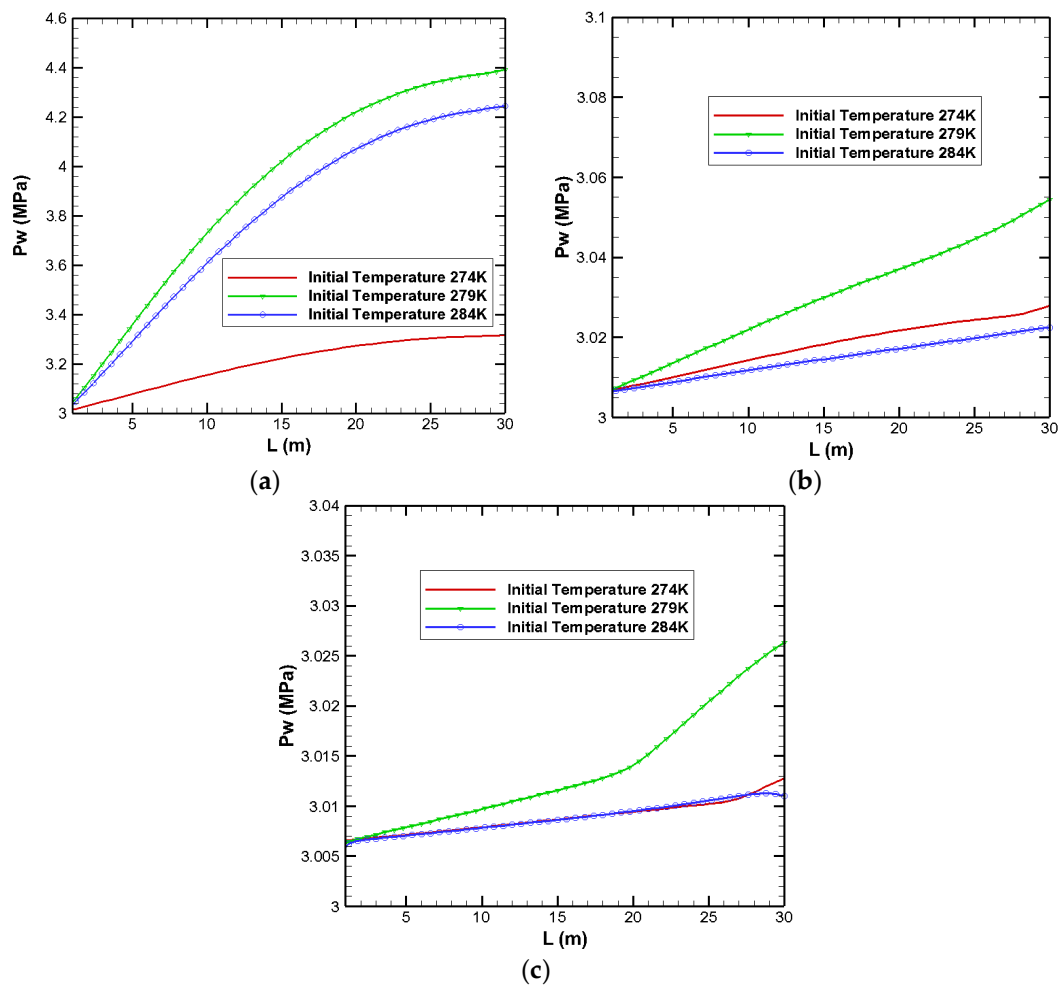 4.6
4.4
4.2
4
3.8
3.6
3.4
3.2
3
Pw (MPa)
Initial Temperature 274K
Initial Temperature 279K
Initial Temperature 284K
5 10 15 20 25 30
L (m)
(a)
3.1
3.08
3.06
3.04
3.02
3
Pw (MPa)
Initial Temperature 274K
Initial Temperature 279K
Initial Temperature 284K
5 10 15 20 25 30
L (m)
(b)
3.04
3.035
3.03
3.025
3.02
3.015
3.01
3.005
3
Pw (MPa)
Initial Temperature 274K
Initial Temperature 279K
Initial Temperature 284K
5 10 15 20 25 30
L (m)
(c)